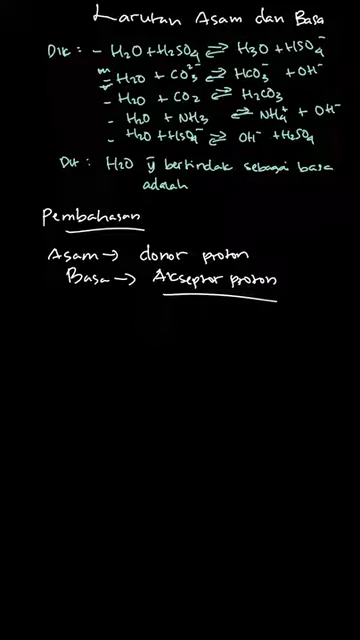 Larutan Asam dan Basa
Dik : - H2O + H2SO4 ⇌ H3O + HSO4⁻
- H2O + CO3²⁻ ⇌ HCO3⁻ + OH⁻
- H2O + CO2 ⇌ H2CO3
- H2O + NH3 ⇌ NH4⁺ + OH⁻
- H2O + HSO4⁻ ⇌ OH⁻ + H2SO4
Dit : H2O ȳ bertindak sebagai basa
adalah
Pembahasan
Asam → donor proton
Basa → Akseptor proton